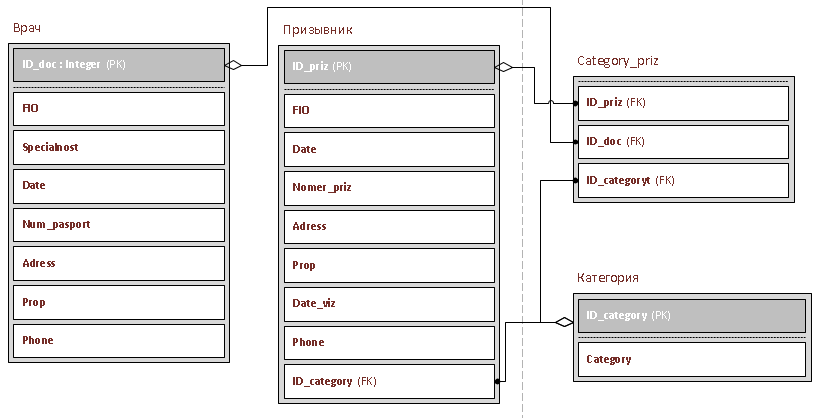 Врач
ID_doc : Integer (PK)
FIO
Specialnost
Date
Num_pasport
Adress
Prop
Phone
Призывник
ID_priz (PK)
FIO
Date
Nomer_priz
Adress
Prop
Date_viz
Phone
ID_category (FK)
Category_priz
ID_priz (FK)
ID_doc (FK)
ID_categoryt (FK)
Категория
ID_category (PK)
Category